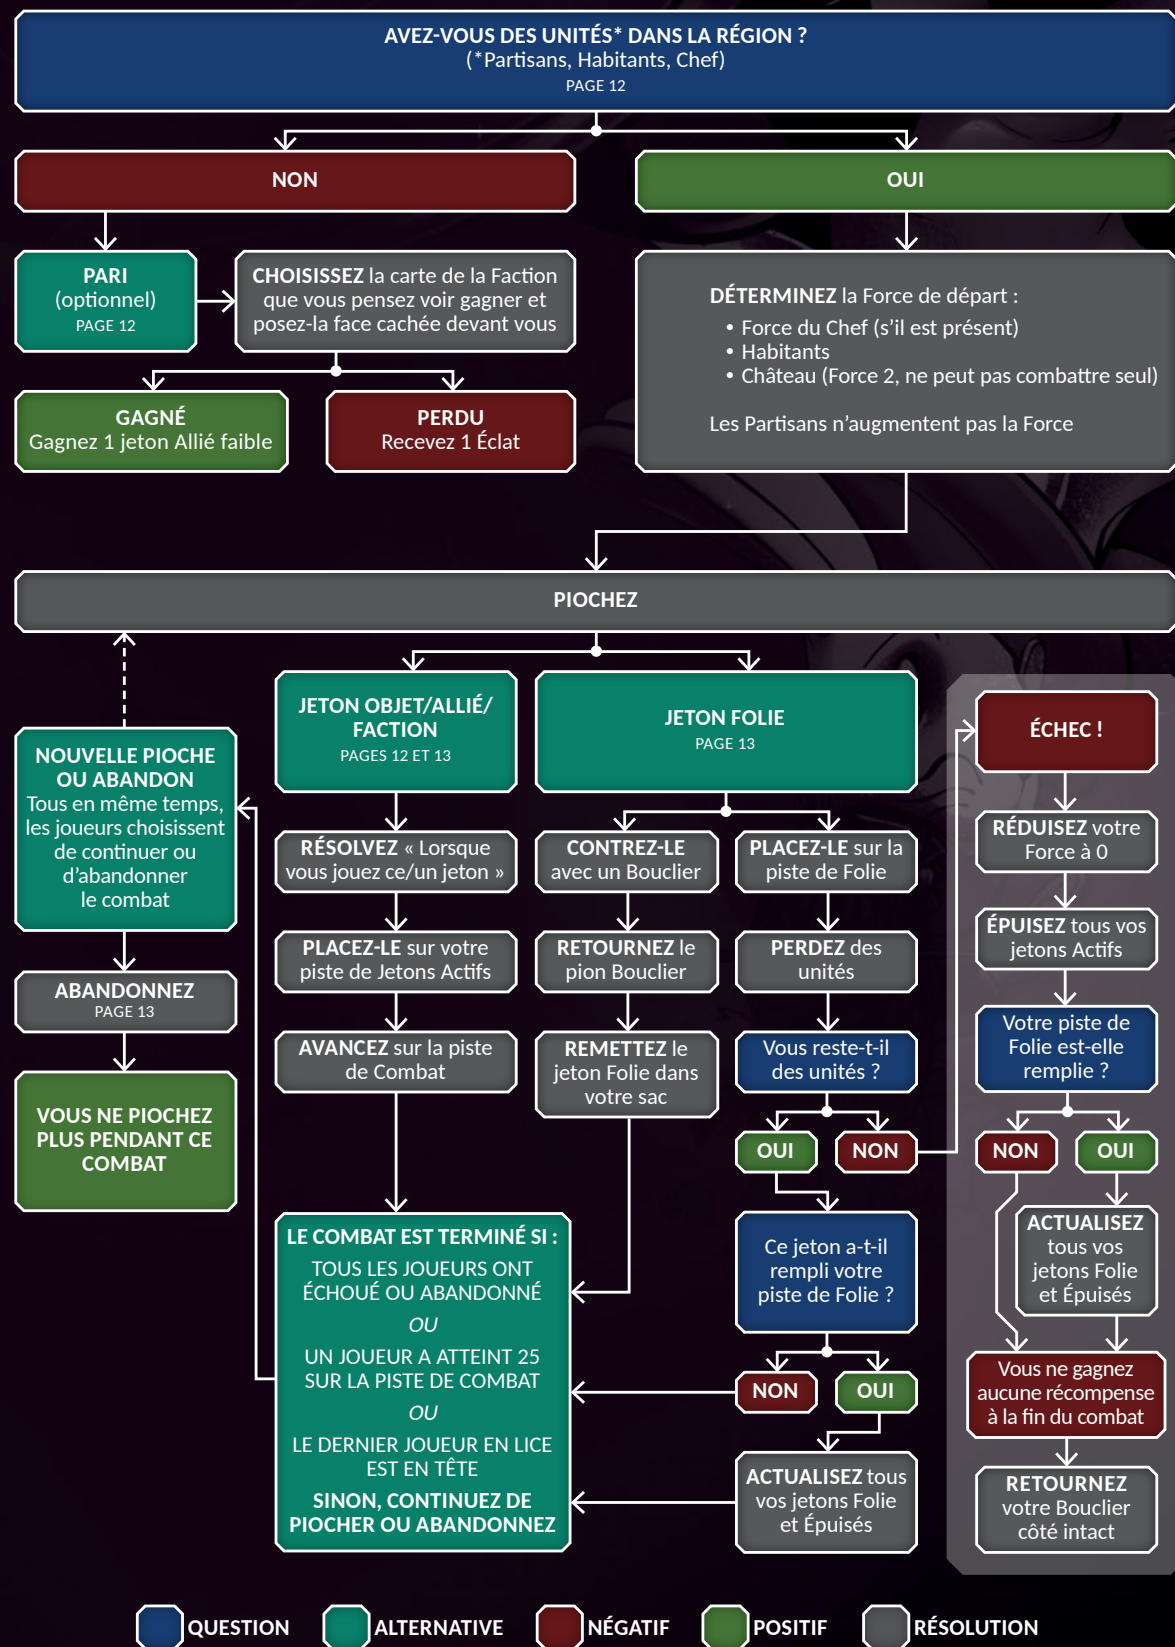 AVEZ-VOUS DES UNITÉS* DANS LA RÉGION ?
(*Partisans, Habitants, Chef)
PAGE 12
NON
OUI
PARI
(optionnel)
PAGE 12
CHOISISSEZ la carte de la Faction
que vous pensez voir gagner et
posez-la face cachée devant vous
GAGNÉ
Gagnez 1 jeton Allié faible
PERDU
Recevez 1 Éclat
DÉTERMINEZ la Force de départ :
• Force du Chef (s’il est présent)
• Habitants
• Château (Force 2, ne peut pas combattre seul)
Les Partisans n’augmentent pas la Force
PIOCHEZ
NOUVELLE PIOCHE
OU ABANDON
Tous en même temps,
les joueurs choisissent
de continuer ou
d’abandonner
le combat
ABANDONNEZ
PAGE 13
VOUS NE PIOCHEZ
PLUS PENDANT CE
COMBAT
JETON OBJET/ALLIÉ/
FACTION
PAGES 12 ET 13
RÉSOLVEZ « Lorsque
vous jouez ce/un jeton »
PLACEZ-LE sur votre
piste de Jetons Actifs
AVANCEZ sur la piste
de Combat
LE COMBAT EST TERMINÉ SI :
TOUS LES JOUEURS ONT
ÉCHOUÉ OU ABANDONNÉ
OU
UN JOUEUR A ATTEINT 25
SUR LA PISTE DE COMBAT
OU
LE DERNIER JOUEUR EN LICE
EST EN TÊTE
SINON, CONTINUEZ DE
PIOCHER OU ABANDONNEZ
JETON FOLIE
PAGE 13
CONTREZ-LE
avec un Bouclier
RETOURNEZ le
pion Bouclier
REMETTEZ le
jeton Folie dans
votre sac
PLACEZ-LE sur la
piste de Folie
PERDEZ des
unités
Vous reste-t-il
des unités ?
OUI
NON
Ce jeton a-t-il
rempli votre
piste de Folie ?
NON
OUI
ACTUALISEZ tous
vos jetons Folie
et Épuisés
ÉCHEC !
RÉDUISEZ votre
Force à 0
ÉPUISEZ tous vos
jetons Actifs
Votre piste de
Folie est-elle
remplie ?
NON
OUI
ACTUALISEZ
tous vos
jetons Folie
et Épuisés
Vous ne gagnez
aucune récompense
à la fin du combat
RETOURNEZ
votre Bouclier
côté intact
QUESTION
ALTERNATIVE
NÉGATIF
POSITIF
RÉSOLUTION